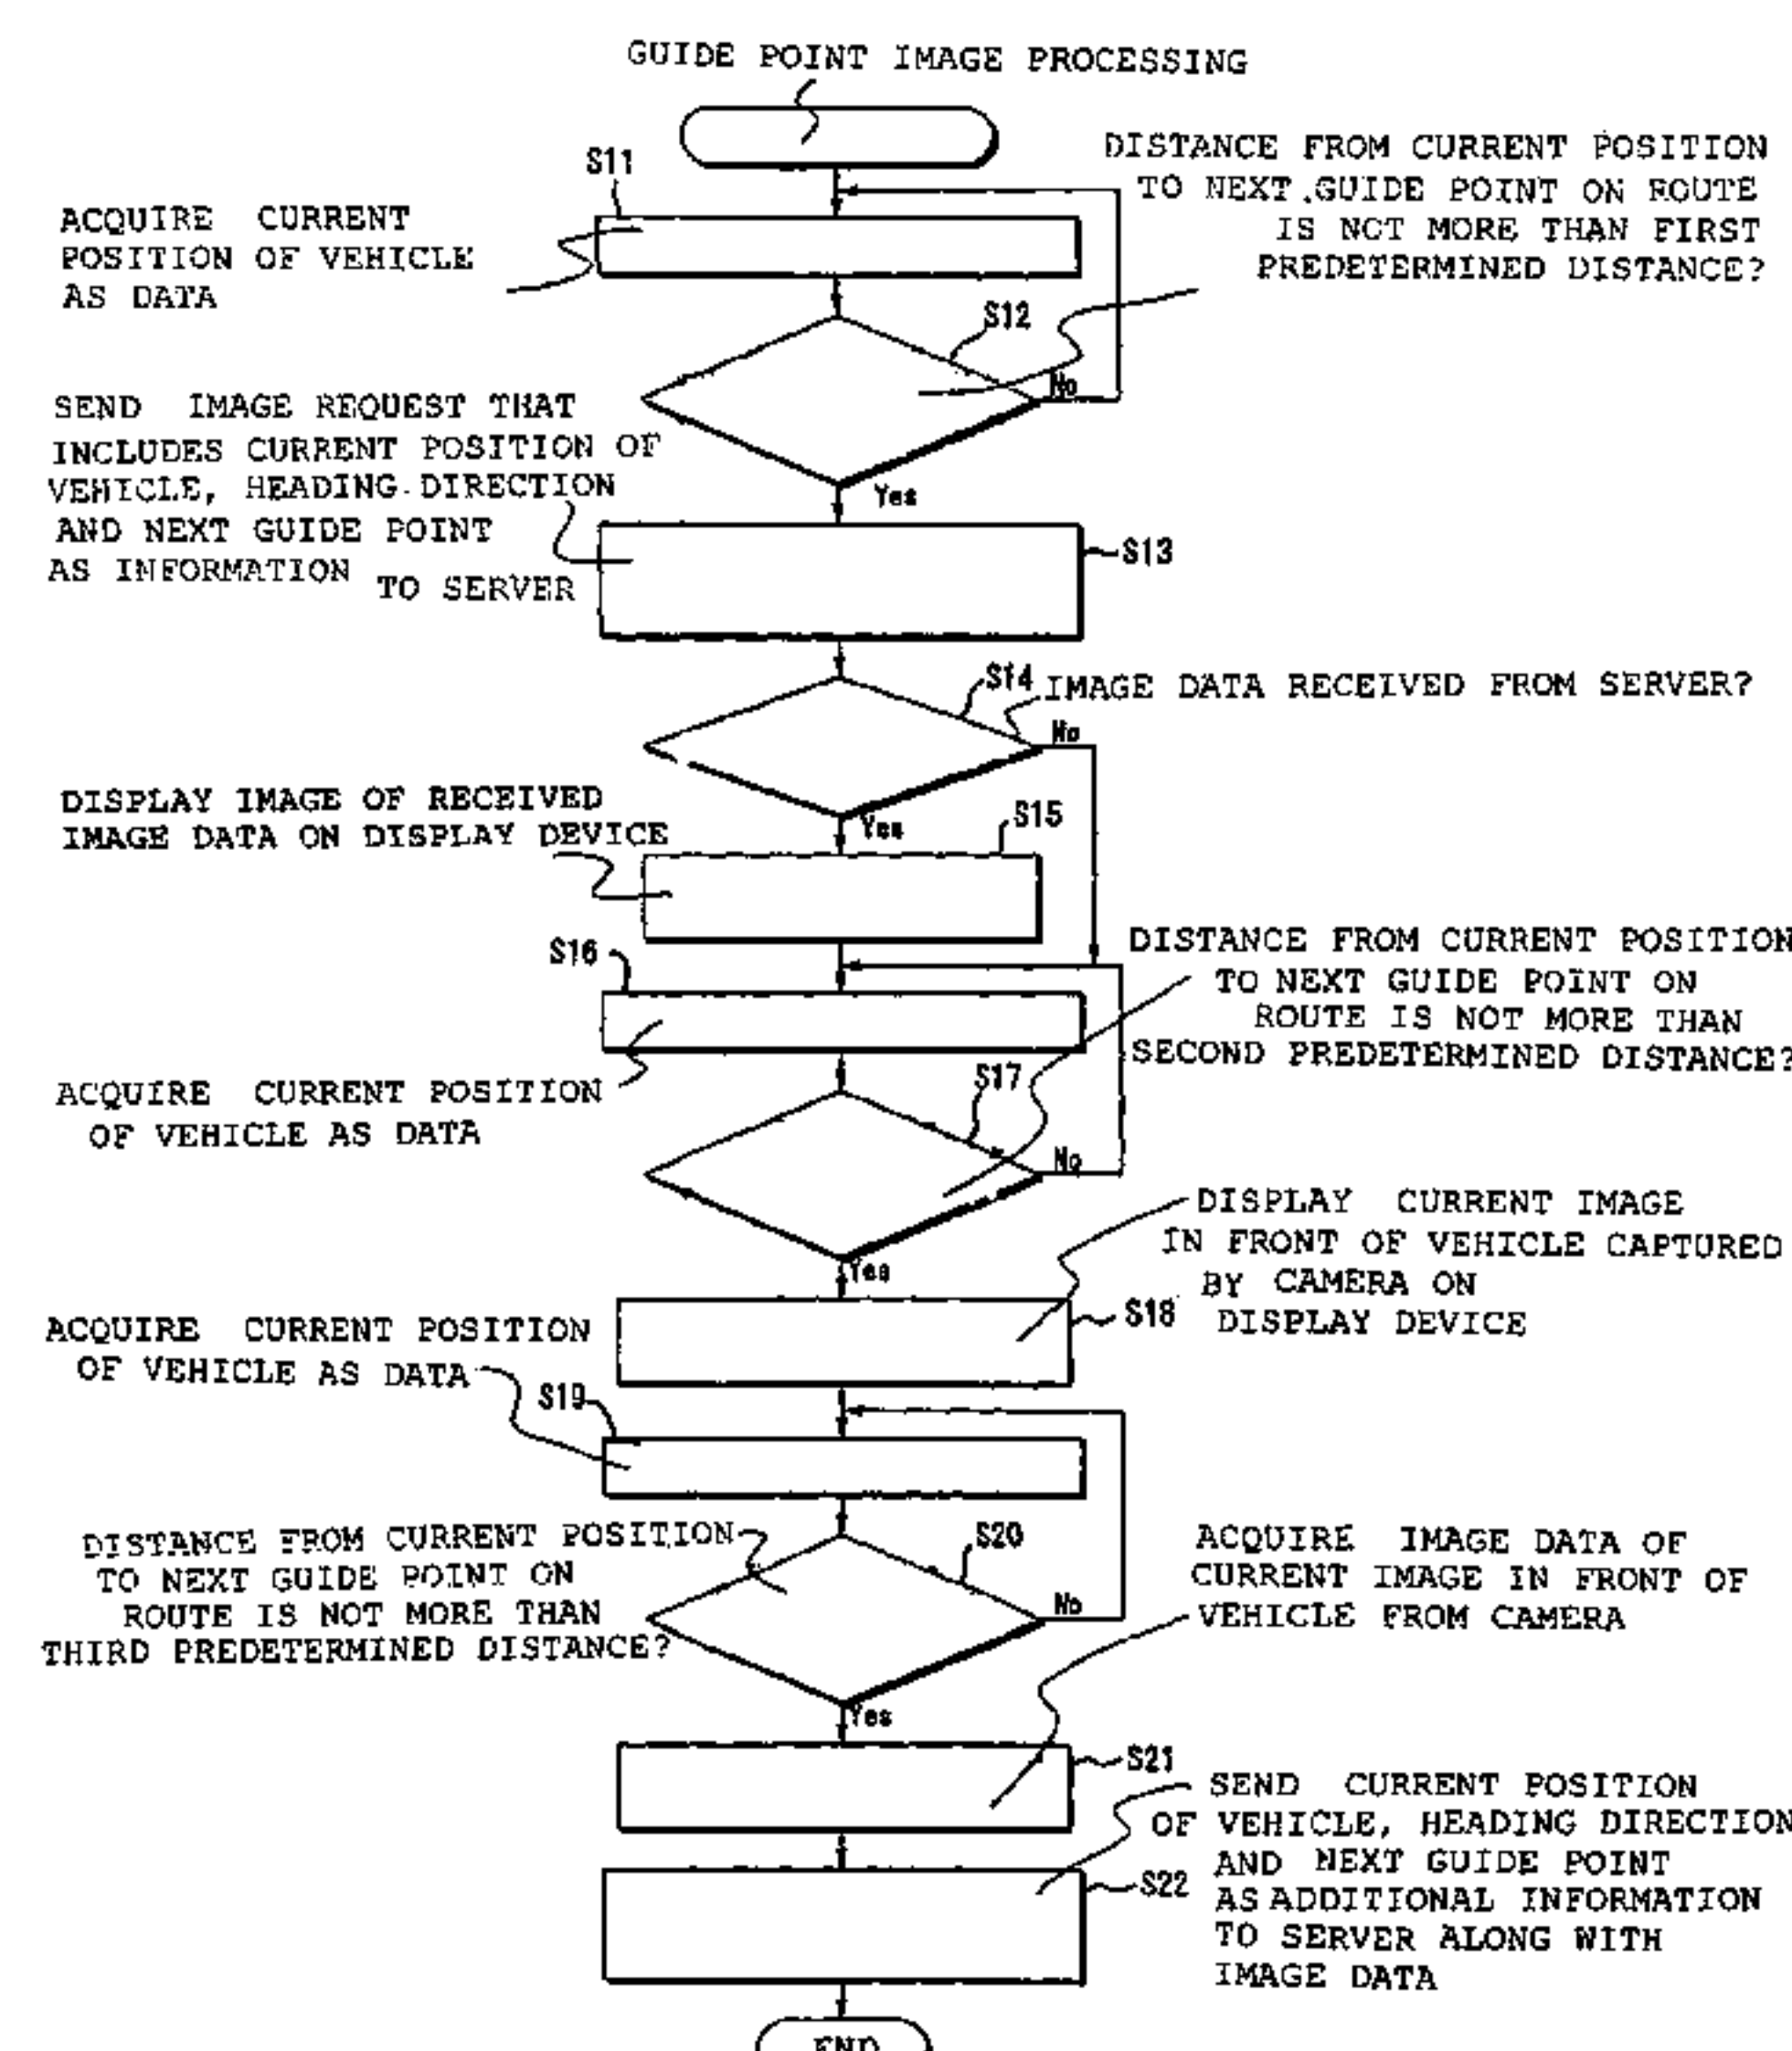 GUIDE POINT IMAGE PROCESSING
S11
ACQUIRE CURRENT
POSITION OF VEHICLE
AS DATA
DISTANCE FROM CURRENT POSITION
TO NEXT GUIDE POINT ON ROUTE
IS NOT MORE THAN FIRST
PREDETERMINED DISTANCE?
S12
No
Yes
SEND IMAGE REQUEST THAT
INCLUDES CURRENT POSITION OF
VEHICLE, HEADING DIRECTION
AND NEXT GUIDE POINT
AS INFORMATION
TO SERVER
S13
S14
IMAGE DATA RECEIVED FROM SERVER?
No
Yes
DISPLAY IMAGE OF RECEIVED
IMAGE DATA ON DISPLAY DEVICE
S15
S16
ACQUIRE CURRENT POSITION
OF VEHICLE AS DATA
DISTANCE FROM CURRENT POSITION
TO NEXT GUIDE POINT ON
ROUTE IS NOT MORE THAN
SECOND PREDETERMINED DISTANCE?
S17
No
Yes
DISPLAY CURRENT IMAGE
IN FRONT OF VEHICLE CAPTURED
BY CAMERA ON
DISPLAY DEVICE
S18
ACQUIRE CURRENT POSITION
OF VEHICLE AS DATA
S19
DISTANCE FROM CURRENT POSITION
TO NEXT GUIDE POINT ON
ROUTE IS NOT MORE THAN
THIRD PREDETERMINED DISTANCE?
S20
No
Yes
ACQUIRE IMAGE DATA OF
CURRENT IMAGE IN FRONT OF
VEHICLE FROM CAMERA
S21
SEND CURRENT POSITION
OF VEHICLE, HEADING DIRECTION
AND NEXT GUIDE POINT
AS ADDITIONAL INFORMATION
TO SERVER ALONG WITH
IMAGE DATA
S22
END